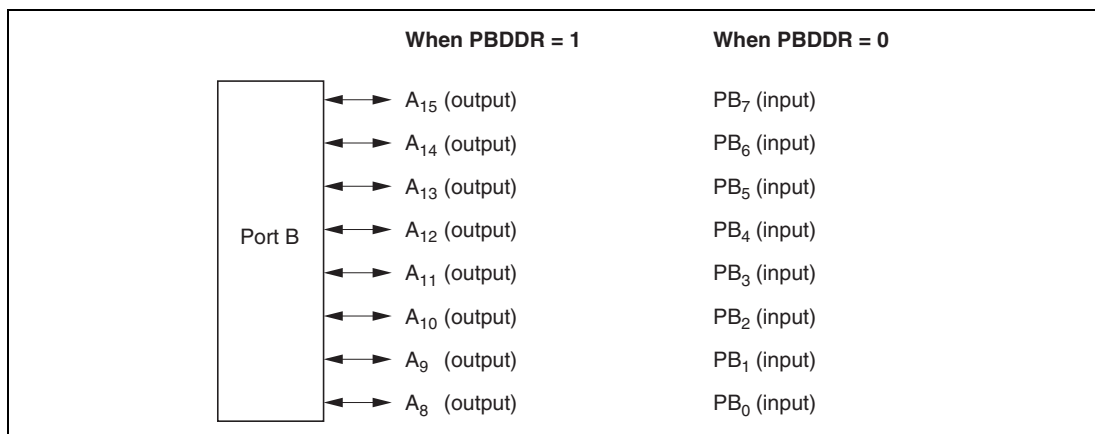 When PBDDR = 1 When PBDDR = 0
A15 (output) PB7 (input)
A14 (output) PB6 (input)
A13 (output) PB5 (input)
Port B A12 (output) PB4 (input)
A11 (output) PB3 (input)
A10 (output) PB2 (input)
A9 (output) PB1 (input)
A8 (output) PB0 (input)